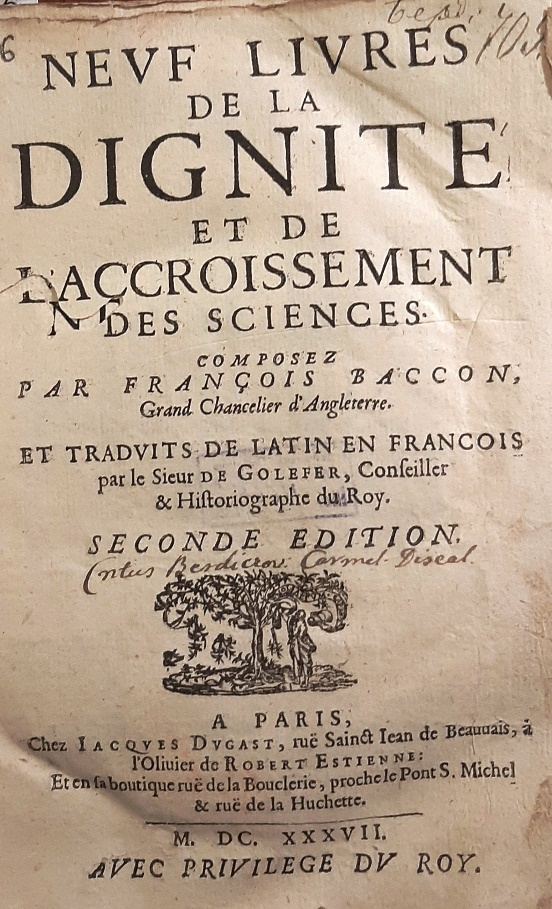 6
NEVF LIVRES
DE LA
DIGNITE
ET DE
L'ACCROISSEMENT
DES SCIENCES.
COMPOSEZ
PAR FRANÇOIS BACCON,
Grand Chancelier d'Angleterre.
ET TRADVITS DE LATIN EN FRANCOIS
par le Sieur DE GOLEFER, Conſeiller
& Hiſtoriographe du Roy.
SECONDE EDITION.
Carmel. Discal.
A PARIS,
Chez IACQVES DVGAST, ruë Sainct Iean de Beauuais, à
l'Oliuier de ROBERT ESTIENNE:
Et en ſa boutique ruë de la Bouclerie, proche le Pont S. Michel
& ruë de la Huchette.
M. DC. XXXVII.
AVEC PRIVILEGE DV ROY.